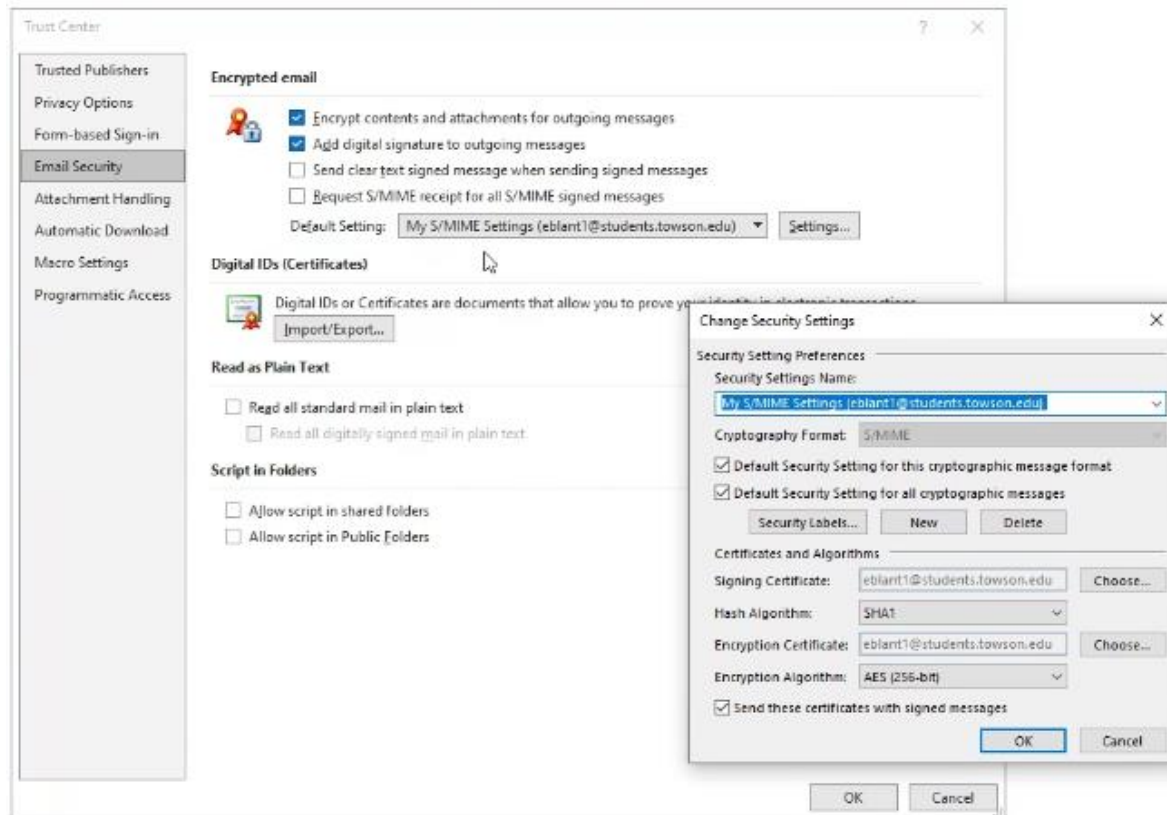 Trust Center
Trusted Publishers
Privacy Options
Form-based Sign-in
Email Security
Attachment Handling
Automatic Download
Macro Settings
Programmatic Access
Encrypted email
Encrypt contents and attachments for outgoing messages
Add digital signature to outgoing messages
Send clear text signed message when sending signed messages
Request S/MIME receipt for all S/MIME signed messages
Default Setting: My S/MIME Settings (eblant1@students.towson.edu) Settings...
Digital IDs (Certificates)
Digital IDs or Certificates are documents that allow you to prove your identity in electronic transactions.
Import/Export...
Read as Plain Text
Read all standard mail in plain text
Read all digitally signed mail in plain text
Script in Folders
Allow script in shared folders
Allow script in Public Folders
OK Cancel
Change Security Settings
Security Setting Preferences
Security Settings Name:
My S/MIME Settings (eblant1@students.towson.edu)
Cryptography Format: S/MIME
Default Security Setting for this cryptographic message format
Default Security Setting for all cryptographic messages
Security Labels... New Delete
Certificates and Algorithms
Signing Certificate: eblant1@students.towson.edu Choose...
Hash Algorithm: SHA1
Encryption Certificate: eblant1@students.towson.edu Choose...
Encryption Algorithm: AES (256-bit)
Send these certificates with signed messages
OK Cancel